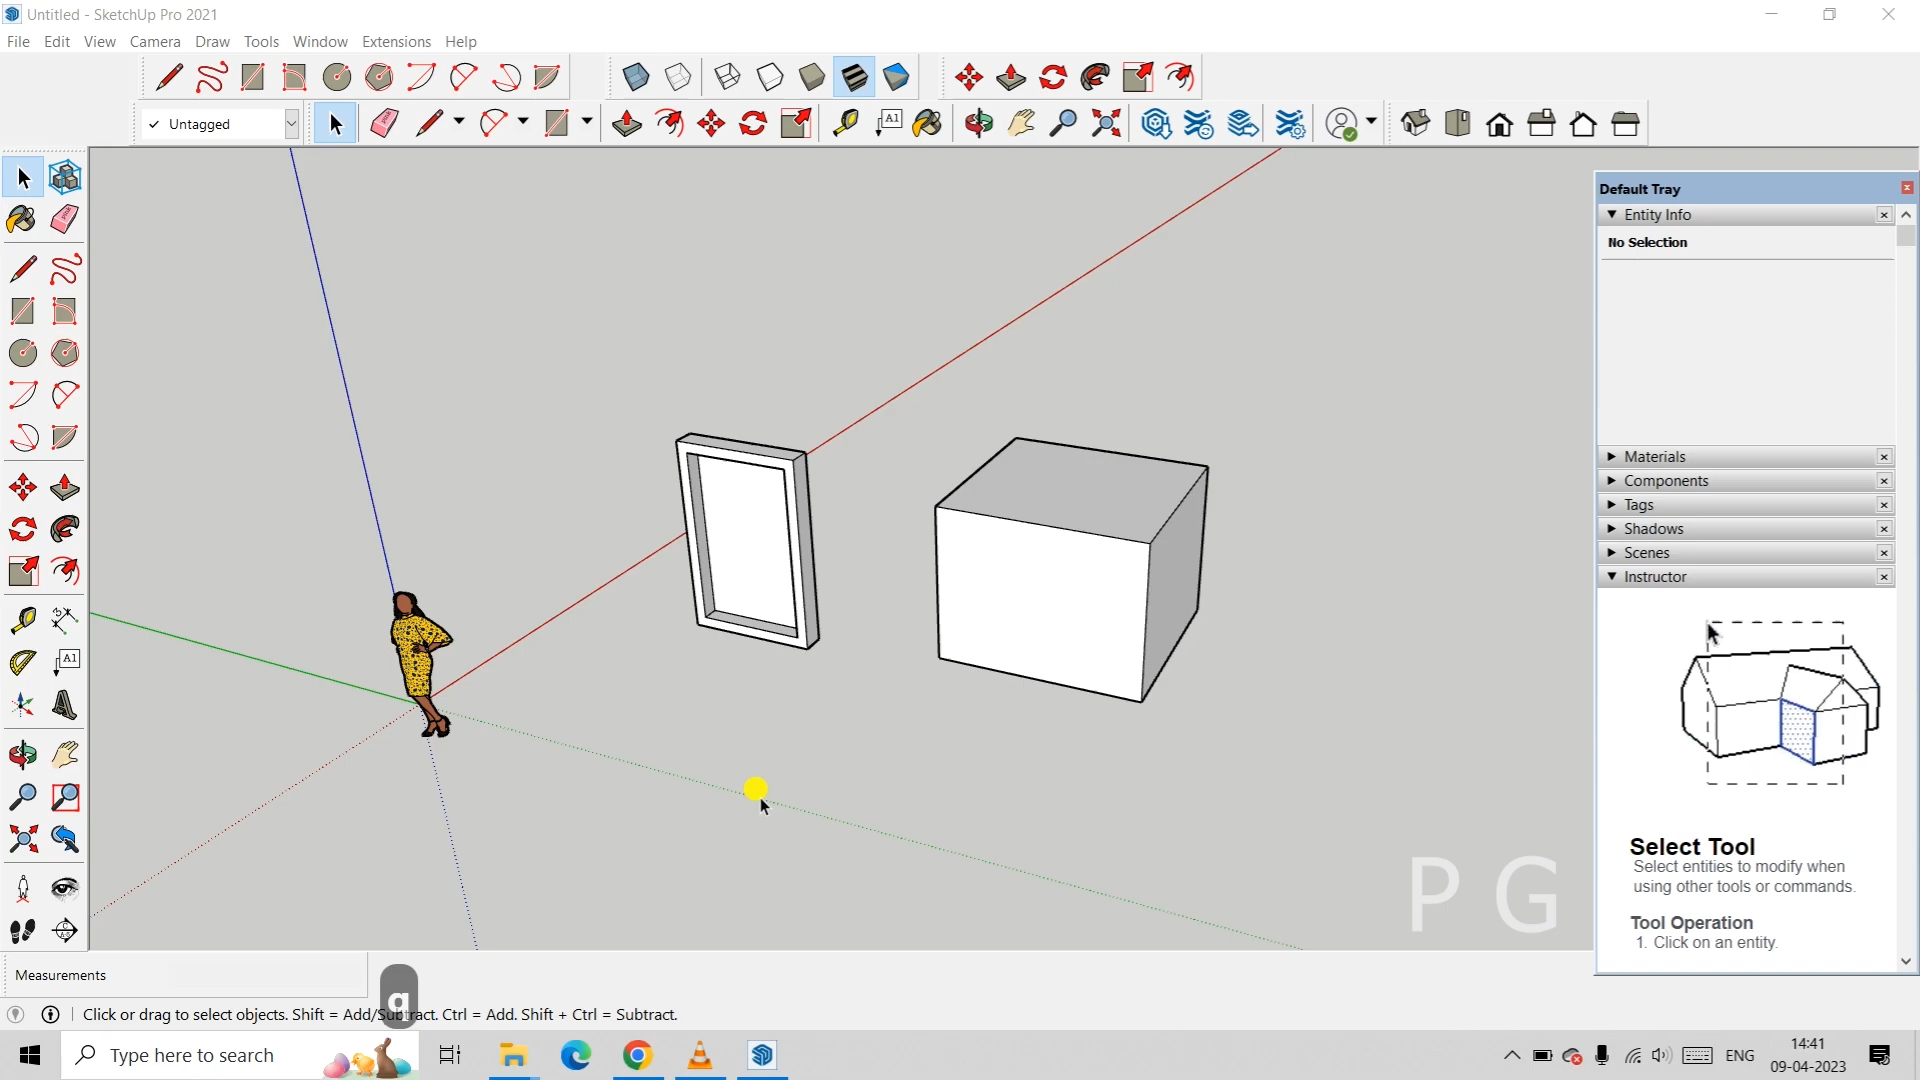 Untitled - SketchUp Pro 2021
File Edit View Camera Draw Tools Window Extensions Help
✓ Untagged
A1
Default Tray
Entity Info
No Selection
Materials
Components
Tags
Shadows
Scenes
Instructor
A1
Select Tool
Select entities to modify when
using other tools or commands.
Tool Operation
1. Click on an entity.
P G
Measurements
q
Click or drag to select objects. Shift = Add/Subtract. Ctrl = Add. Shift + Ctrl = Subtract.
Type here to search
ENG
14:41
09-04-2023